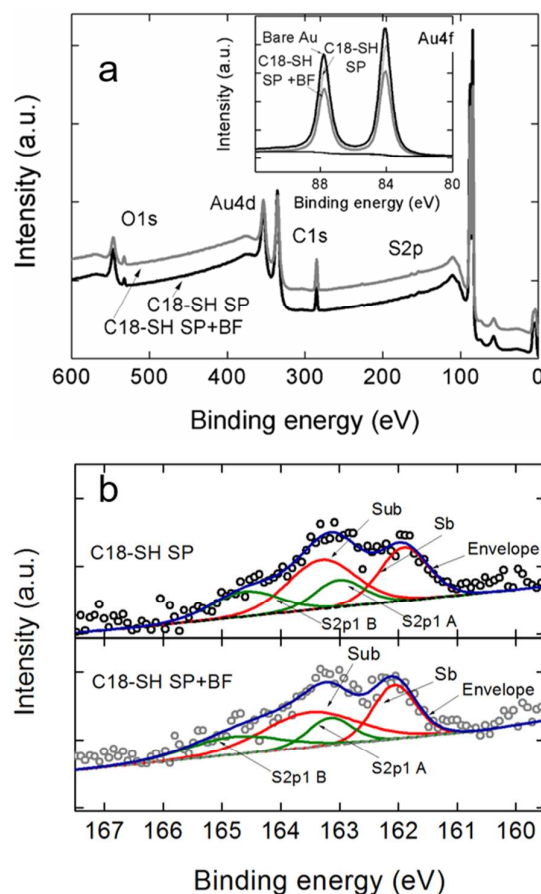 a
Intensity (a.u.)
O1s
Au4d
C1s
S2p
C18-SH SP
C18-SH SP+BF
600 500 400 300 200 100 0
Binding energy (eV)
Au4f
Bare Au
C18-SH
SP
C18-SH
SP +BF
Intensity (a.u.)
88 84 80
Binding energy (eV)
b
Intensity (a.u.)
C18-SH SP
Sub
Sb
Envelope
S2p1 B
S2p1 A
C18-SH SP+BF
Sub
Sb
Envelope
S2p1 B
S2p1 A
167 166 165 164 163 162 161 160
Binding energy (eV)